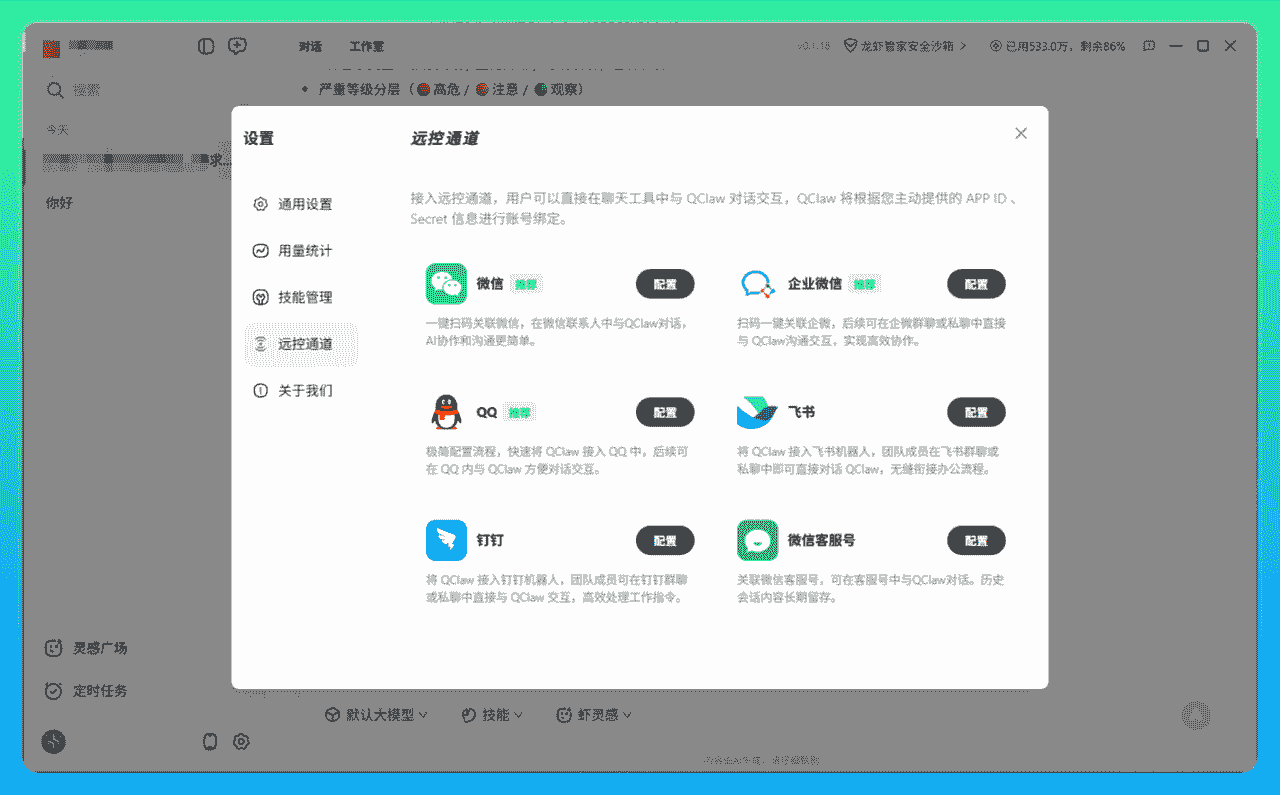 对话 工作室
v0.1.18 龙虾管家安全沙箱 已用533.0万，剩余86%
搜索
严重等级分层（ 高危 / 注意 / 观察）
今天
求...
你好
设置
远控通道
通用设置
用量统计
技能管理
远控通道
关于我们
接入远控通道，用户可以直接在聊天工具中与 QClaw 对话交互，QClaw 将根据您主动提供的 APP ID 、
Secret 信息进行账号绑定。
微信 推荐 配置
一键扫码关联微信，在微信联系人中与QClaw对话，
AI协作和沟通更简单。
企业微信 推荐 配置
扫码一键关联企微，后续可在企微群聊或私聊中直接
与 QClaw沟通交互，实现高效协作。
QQ 推荐 配置
极简配置流程，快速将 QClaw 接入 QQ 中，后续可
在 QQ 内与 QClaw 方便对话交互。
飞书 配置
将 QClaw 接入飞书机器人，团队成员在飞书群聊或
私聊中即可直接对话 QClaw，无缝衔接办公流程。
钉钉 配置
将 QClaw 接入钉钉机器人，团队成员可在钉钉群聊
或私聊中直接与 QClaw 交互，高效处理工作指令。
微信客服号 配置
关联微信客服号，可在客服号中与QClaw对话。历史
会话内容长期留存。
灵感广场
定时任务
默认大模型 技能 虾灵感